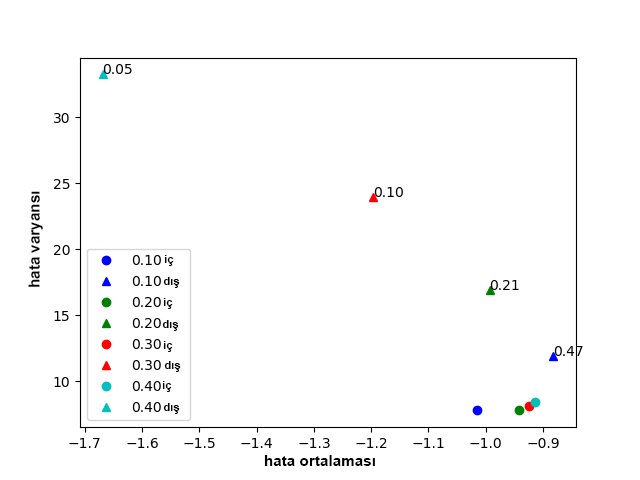 0.05
30
25
0.10
20
0.21
15
0.47
10
hata varyansı
0.10 iç
0.10 dış
0.20 iç
0.20 dış
0.30 iç
0.30 dış
0.40 iç
0.40 dış
−1.7 −1.6 −1.5 −1.4 −1.3 −1.2 −1.1 −1.0 −0.9
hata ortalaması